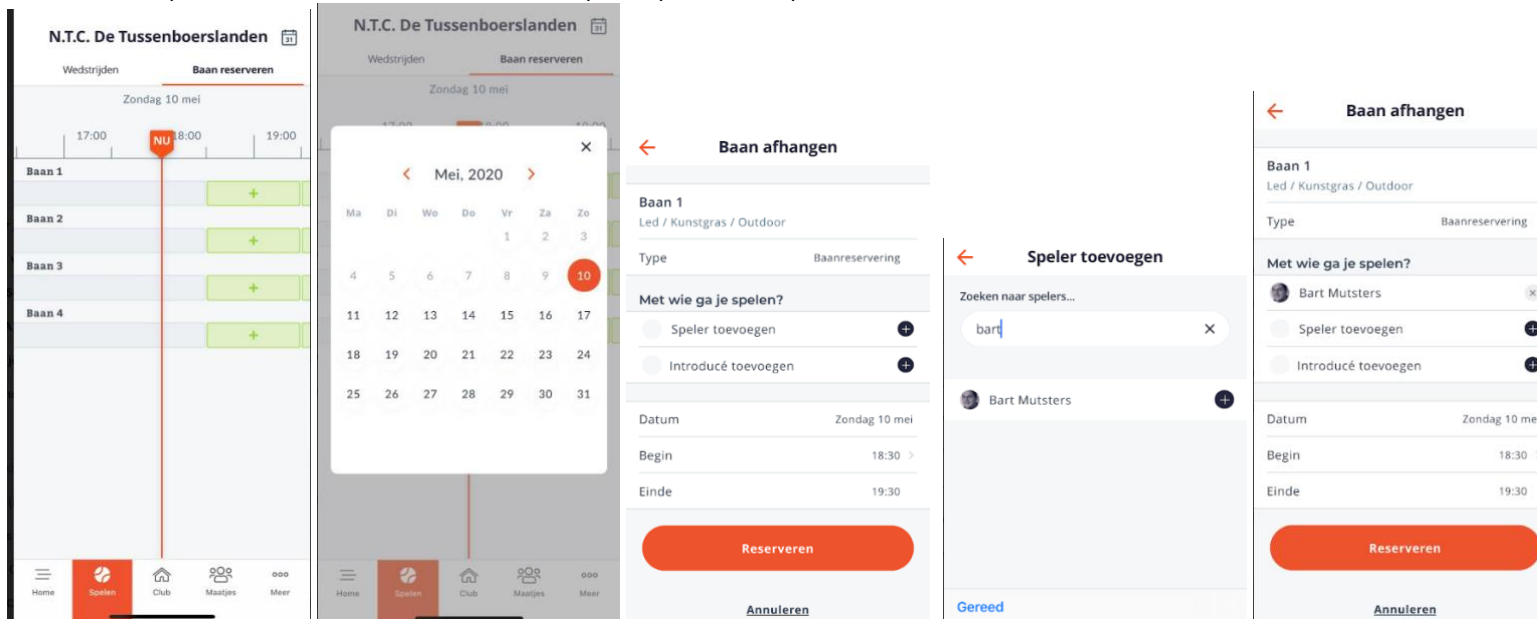 N.T.C. De Tussenboerslanden 31
Wedstrijden Baan reserveren
Zondag 10 mei
17:00 NU 18:00 19:00
Baan 1
+
Baan 2
+
Baan 3
+
Baan 4
+
Home Spelen Club Maatjes Meer
N.T.C. De Tussenboerslanden 31
Wedstrijden Baan reserveren
Zondag 10 mei
Mei, 2020
Ma Di Wo Do Vr Za Zo
1 2 3
4 5 6 7 8 9 10
11 12 13 14 15 16 17
18 19 20 21 22 23 24
25 26 27 28 29 30 31
Home Spelen Club Maatjes Meer
Baan afhangen
Baan 1
Led / Kunstgras / Outdoor
Type Baanreservering
Met wie ga je spelen?
Speler toevoegen
Introducé toevoegen
Datum Zondag 10 mei
Begin 18:30
Einde 19:30
Reserveren
Annuleren
Speler toevoegen
Zoeken naar spelers...
bart
Bart Mutsters
Gereed
Baan afhangen
Baan 1
Led / Kunstgras / Outdoor
Type Baanreservering
Met wie ga je spelen?
Bart Mutsters
Speler toevoegen
Introducé toevoegen
Datum Zondag 10 me
Begin 18:30
Einde 19:30
Reserveren
Annuleren